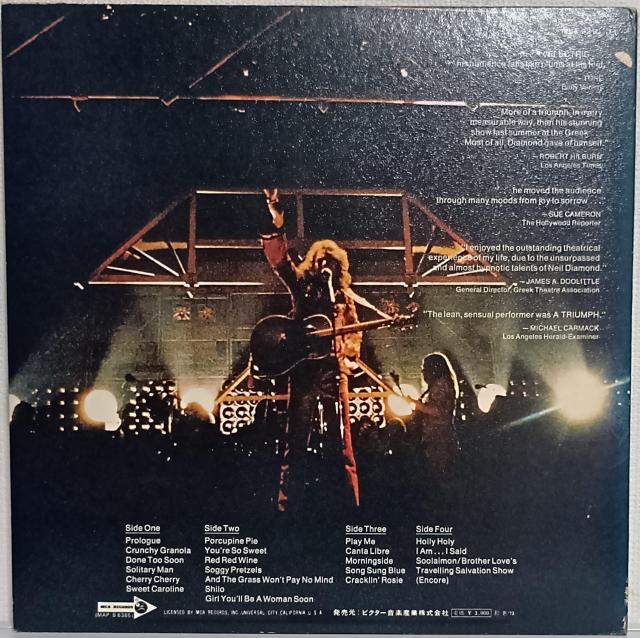 "ELECTRIC
TIME
More of a triumph, in every
measurable way, than his stunning
show last summer at the Greek
Most of all, Diamond gave of himself."
— ROBERT HILBURN
Los Angeles Times
... he moved the audience
through many moods from joy to sorrow ...
— SUE CAMERON
The Hollywood Reporter
"I enjoyed the outstanding theatrical
experience of my life, due to the unsurpassed
and almost hypnotic talents of Neil Diamond."
— JAMES A. DOOLITTLE
General Director, Greek Theatre Association
"The lean, sensual performer was A TRIUMPH."
— MICHAEL CARMACK
Los Angeles Herald-Examiner
Side One
Prologue
Crunchy Granola
Done Too Soon
Solitary Man
Cherry Cherry
Sweet Caroline
Side Two
Porcupine Pie
You're So Sweet
Red Red Wine
Soggy Pretzels
And The Grass Won't Pay No Mind
Shilo
Girl You'll Be A Woman Soon
Side Three
Play Me
Canta Libre
Morningside
Song Sung Blue
Cracklin' Rosie
Side Four
Holly Holy
I Am... I Said
Soolaimon/Brother Love's
Travelling Salvation Show
(Encore)
MCA RECORDS
LICENSED BY MCA RECORDS, INC. UNIVERSAL CITY, CALIFORNIA, U S A
発売元：ビクター音楽産業株式会社